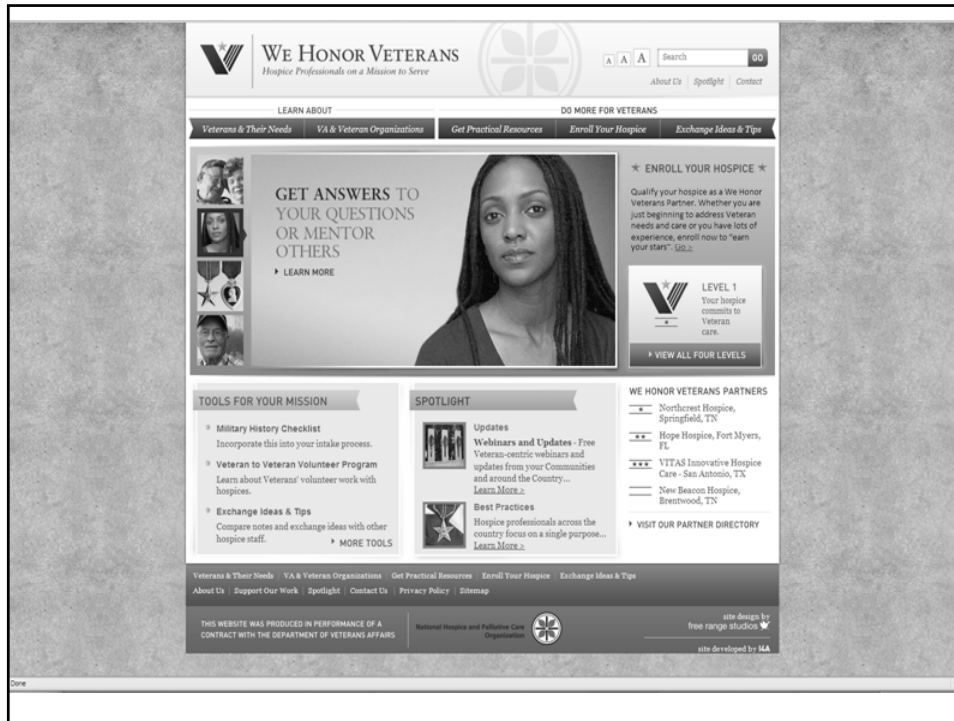 WE HONOR VETERANS
Hospice Professionals on a Mission to Serve
A A A
Search
GO
About Us | Spotlight | Contact
LEARN ABOUT
DO MORE FOR VETERANS
Veterans & Their Needs
VA & Veteran Organizations
Get Practical Resources
Enroll Your Hospice
Exchange Ideas & Tips
GET ANSWERS TO
YOUR QUESTIONS
OR MENTOR
OTHERS
LEARN MORE
ENROLL YOUR HOSPICE
Qualify your hospice as a We Honor
Veterans Partner. Whether you are
just beginning to address Veteran
needs and care or you have lots of
experience, enroll now to "earn
your stars". Go >
LEVEL 1
Your hospice
commits to
Veteran
care.
VIEW ALL FOUR LEVELS
TOOLS FOR YOUR MISSION
Military History Checklist
Incorporate this into your intake process.
Veteran to Veteran Volunteer Program
Learn about Veterans' volunteer work with
hospices.
Exchange Ideas & Tips
Compare notes and exchange ideas with other
hospice staff.
MORE TOOLS
SPOTLIGHT
Updates
Webinars and Updates - Free
Veteran-centric webinars and
updates from your Communities
and around the Country...
Learn More >
Best Practices
Hospice professionals across the
country focus on a single purpose...
Learn More >
WE HONOR VETERANS PARTNERS
Northcrest Hospice,
Springfield, TN
Hope Hospice, Fort Myers,
FL
VITAS Innovative Hospice
Care - San Antonio, TX
New Beacon Hospice,
Brentwood, TN
VISIT OUR PARTNER DIRECTORY
Veterans & Their Needs | VA & Veteran Organizations | Get Practical Resources | Enroll Your Hospice | Exchange Ideas & Tips
About Us | Support Our Work | Spotlight | Contact Us | Privacy Policy | Sitemap
THIS WEBSITE WAS PRODUCED IN PERFORMANCE OF A
CONTRACT WITH THE DEPARTMENT OF VETERANS AFFAIRS
National Hospice and Palliative Care
Organization
site design by
free range studios
site developed by I4A
Done